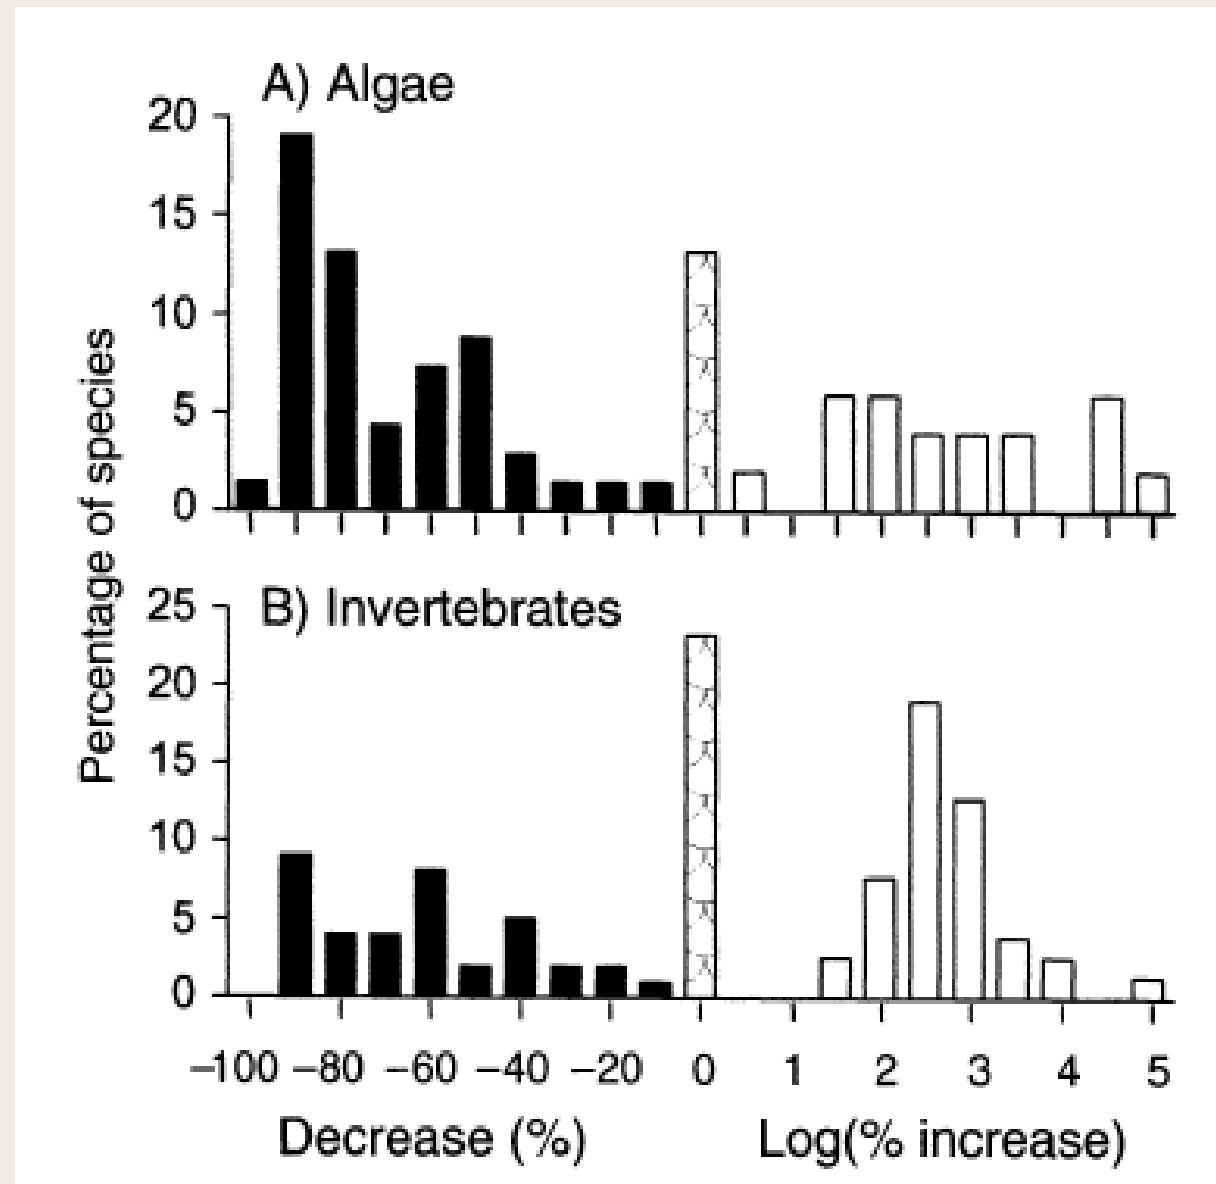 A) Algae
20
15
10
5
0
Percentage of species
B) Invertebrates
25
20
15
10
5
0
−100 −80 −60 −40 −20 0 1 2 3 4 5
Decrease (%) Log(% increase)